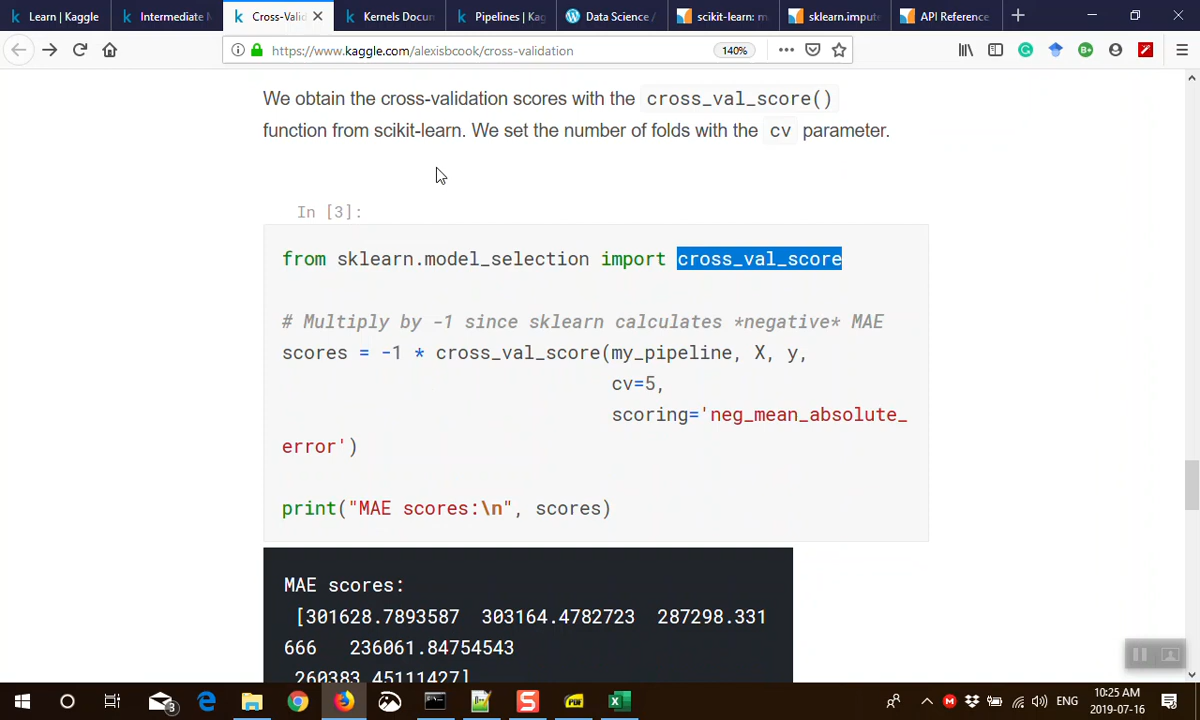 Learn | Kaggle
Intermediate M
Cross-Valid
Kernels Docum
Pipelines | Kag
Data Science /
scikit-learn: m
sklearn.impute
API Reference
https://www.kaggle.com/alexisbcook/cross-validation
140%
We obtain the cross-validation scores with the cross_val_score()
function from scikit-learn. We set the number of folds with the cv parameter.
In [3]:
from sklearn.model_selection import cross_val_score
# Multiply by -1 since sklearn calculates *negative* MAE
scores = -1 * cross_val_score(my_pipeline, X, y,
cv=5,
scoring='neg_mean_absolute_
error')
print("MAE scores:\n", scores)
MAE scores:
[301628.7893587 303164.4782723 287298.331
666 236061.84754543
260383.45111427]
3
ENG
10:25 AM
2019-07-16